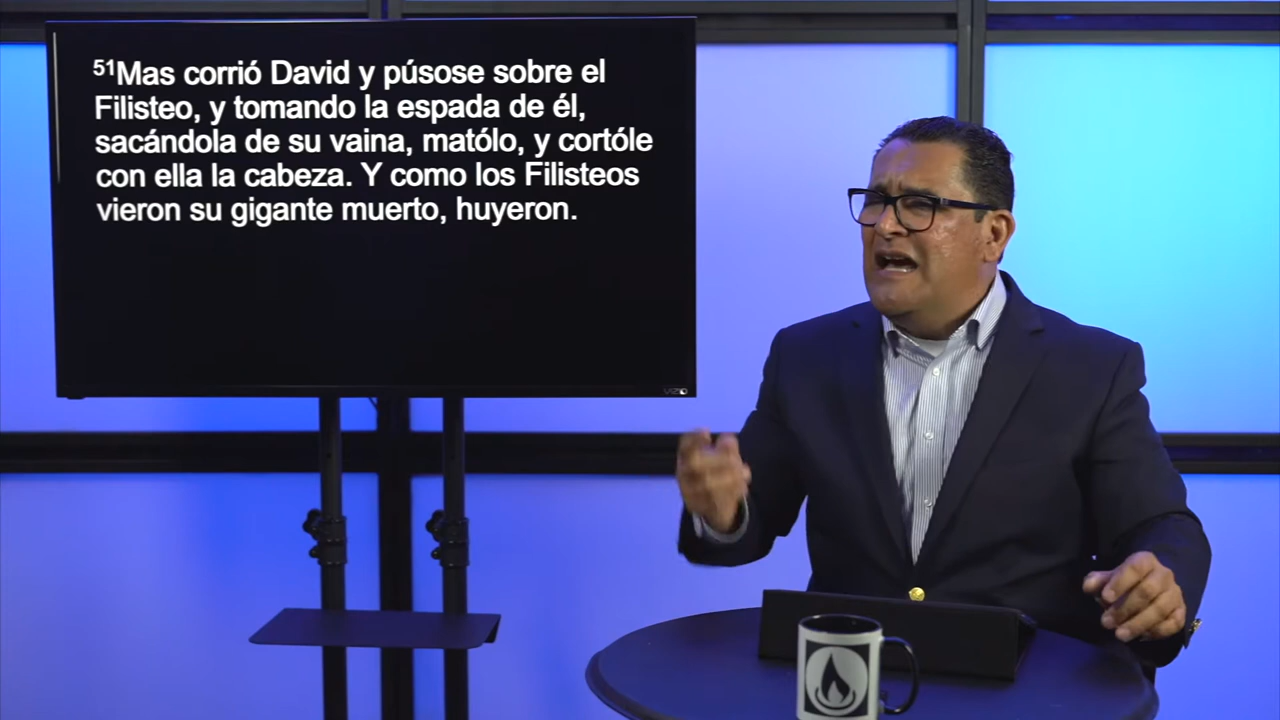 ⁵¹Mas corrió David y púsose sobre el
Filisteo, y tomando la espada de él,
sacándola de su vaina, matólo, y cortóle
con ella la cabeza. Y como los Filisteos
vieron su gigante muerto, huyeron.
VIZIO